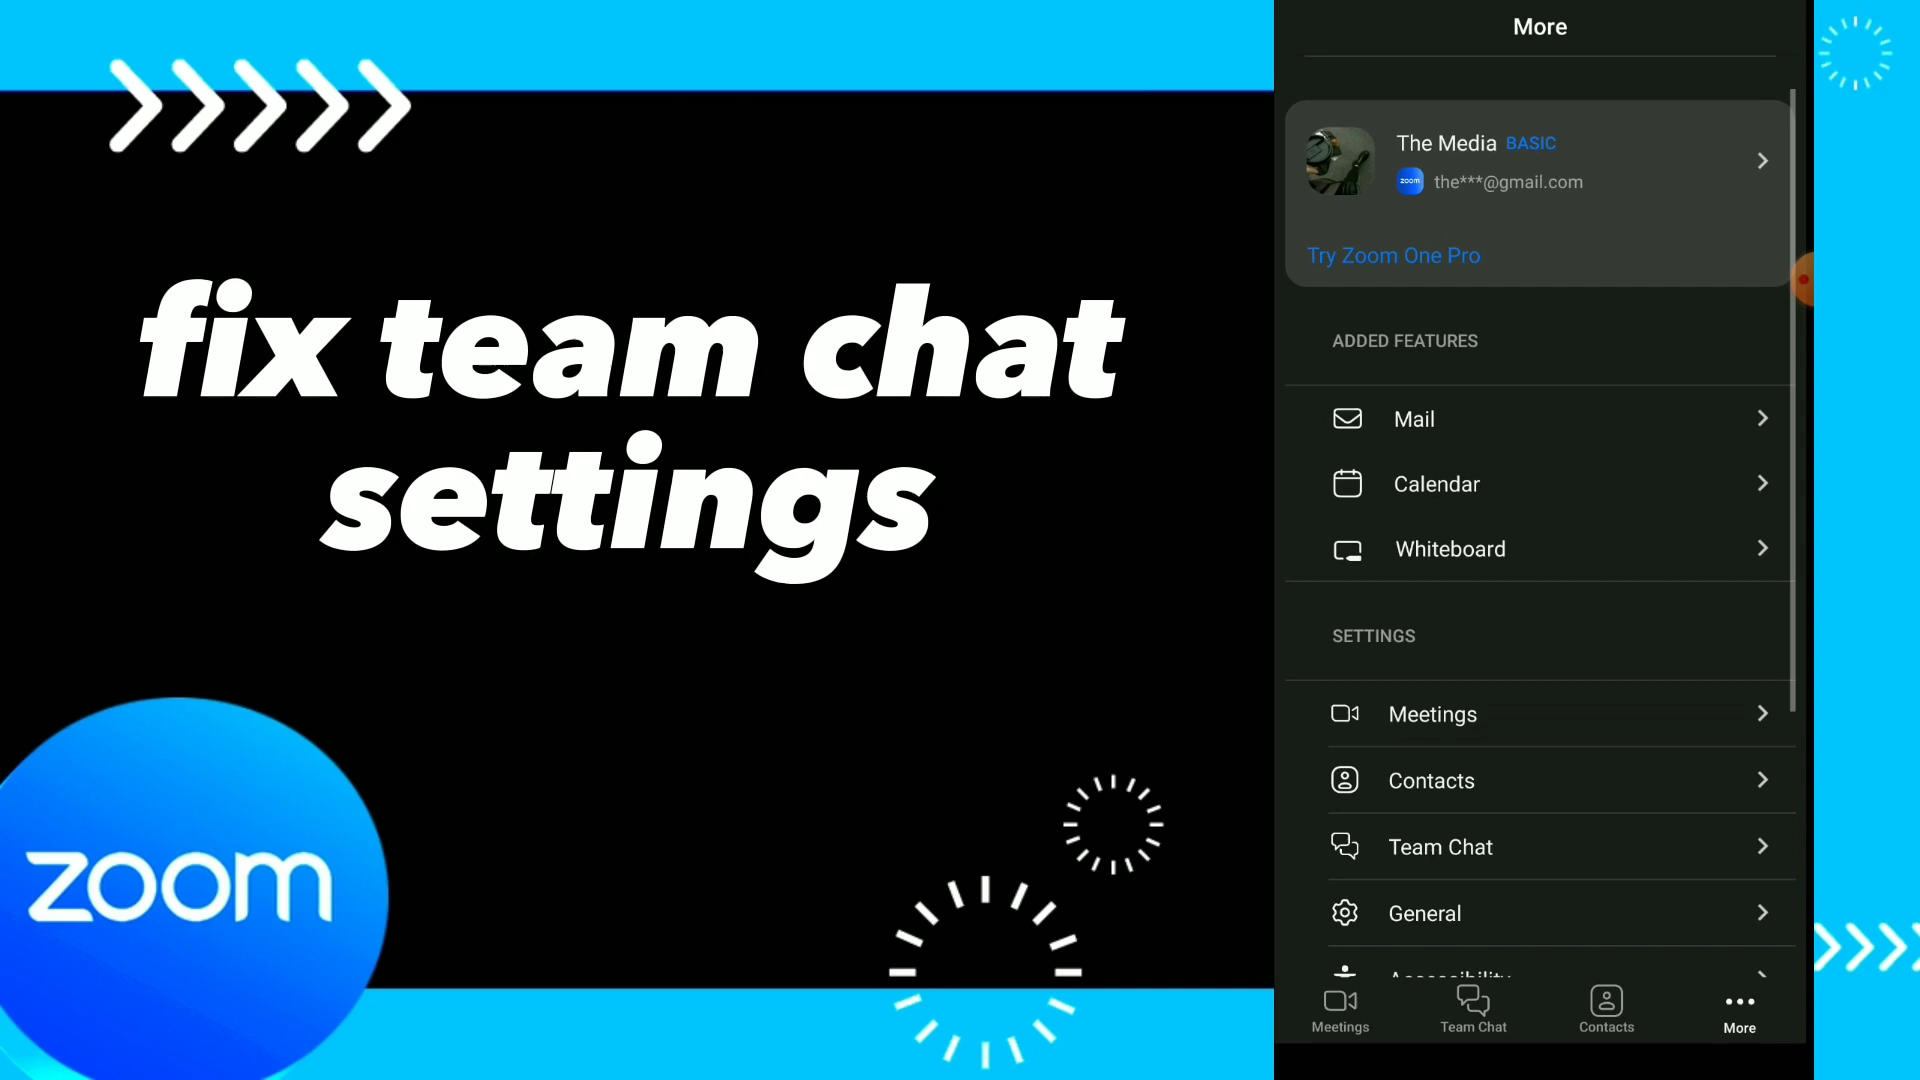 fix team chat
settings
zoom
More
The Media BASIC
zoom the***@gmail.com
Try Zoom One Pro
ADDED FEATURES
Mail
Calendar
Whiteboard
SETTINGS
Meetings
Contacts
Team Chat
General
Accessibility
Meetings
Team Chat
Contacts
More